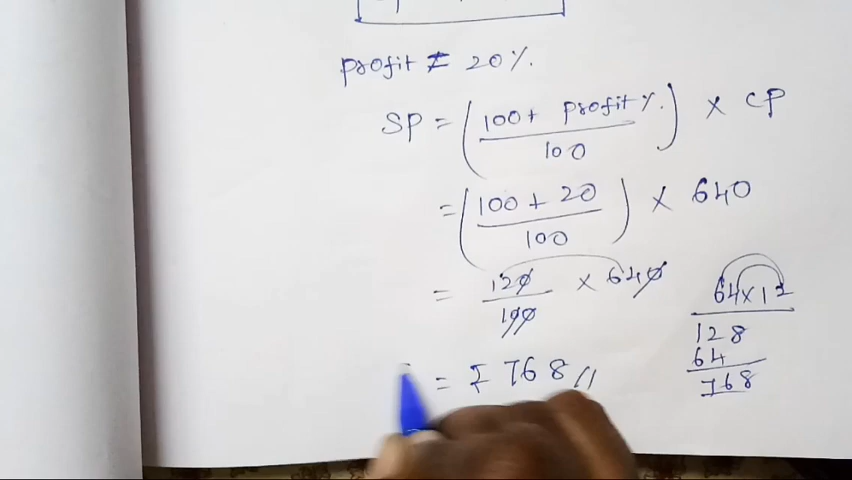 profit = 20%.
SP = (100 + profit% / 100) × CP
= (100 + 20 / 100) × 640
= 120 / 100 × 640
= ₹ 768 //
64 × 12
128
64
768